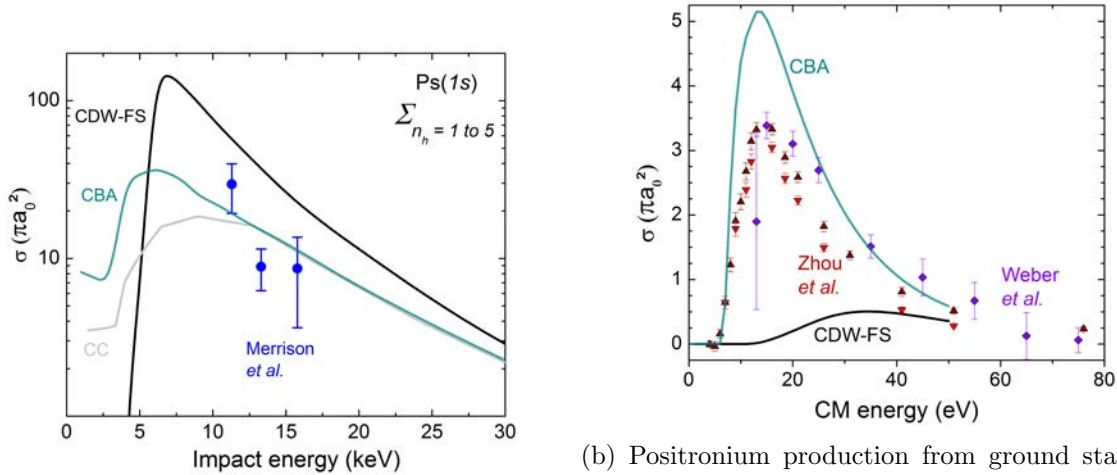 100
10
σ (πa₀²)
CDW-FS
CBA
CC
Ps(1s)
Σ n_h = 1 to 5
Merrison
et al.
0 5 10 15 20 25 30
Impact energy (keV)
5
4
3
2
1
0
σ (πa₀²)
CBA
Zhou
et al.
Weber
et al.
CDW-FS
0 20 40 60 80
CM energy (eV)
(b) Positronium production from ground sta